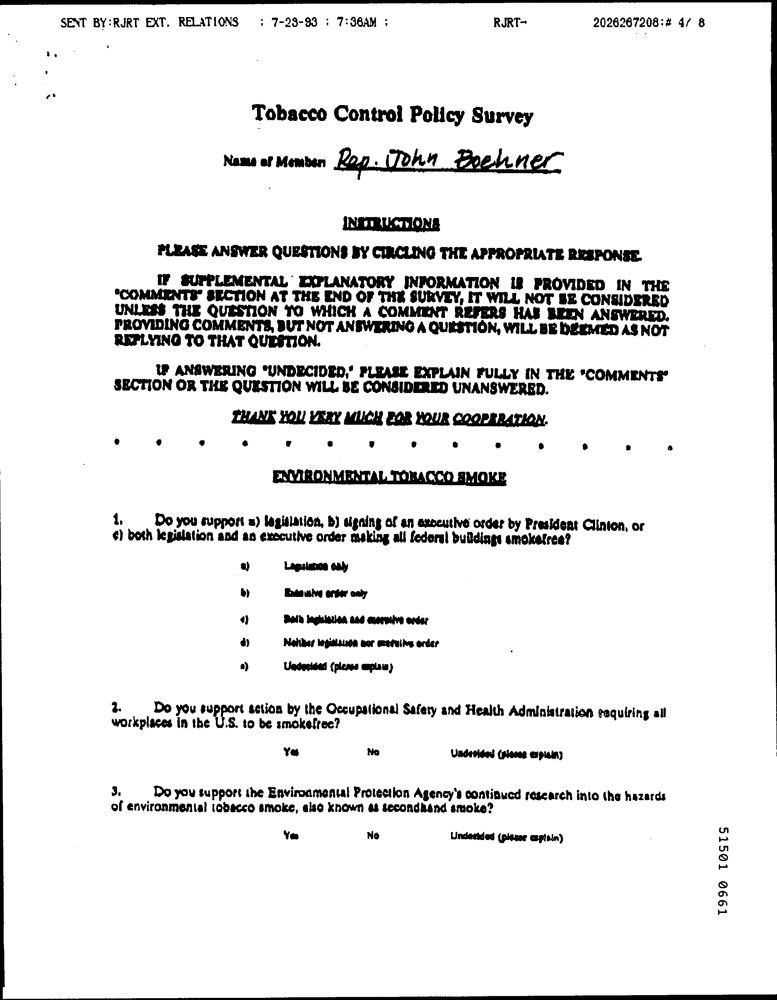 SENT BY:RJRT EXT. RELATIONS : 7-23-93 : 7:36AM : RJRT→ 2026267208:# 4/ 8
Tobacco Control Policy Survey
Name of Member: Rep. John Boehner
INSTRUCTIONS
PLEASE ANSWER QUESTIONS BY CIRCLING THE APPROPRIATE RESPONSE.
IF SUPPLEMENTAL EXPLANATORY INFORMATION IS PROVIDED IN THE
"COMMENTS" SECTION AT THE END OF THE SURVEY, IT WILL NOT BE CONSIDERED
UNLESS THE QUESTION TO WHICH A COMMENT REFERS HAS BEEN ANSWERED.
PROVIDING COMMENTS, BUT NOT ANSWERING A QUESTION, WILL BE DEEMED AS NOT
REPLYING TO THAT QUESTION.
IF ANSWERING "UNDECIDED," PLEASE EXPLAIN FULLY IN THE "COMMENTS"
SECTION OR THE QUESTION WILL BE CONSIDERED UNANSWERED.
THANK YOU VERY MUCH FOR YOUR COOPERATION.
* * * * * * * * * * * * * *
ENVIRONMENTAL TOBACCO SMOKE
1. Do you support a) legislation, b) signing of an executive order by President Clinton, or
c) both legislation and an executive order making all federal buildings smokefree?
a) Legislation only
b) Executive order only
c) Both legislation and executive order
d) Neither legislation nor executive order
e) Undecided (please explain)
2. Do you support action by the Occupational Safety and Health Administration requiring all
workplaces in the U.S. to be smokefree?
Yes No Undecided (please explain)
3. Do you support the Environmental Protection Agency's continued research into the hazards
of environmental tobacco smoke, also known as secondhand smoke?
Yes No Undecided (please explain)
51501 0661